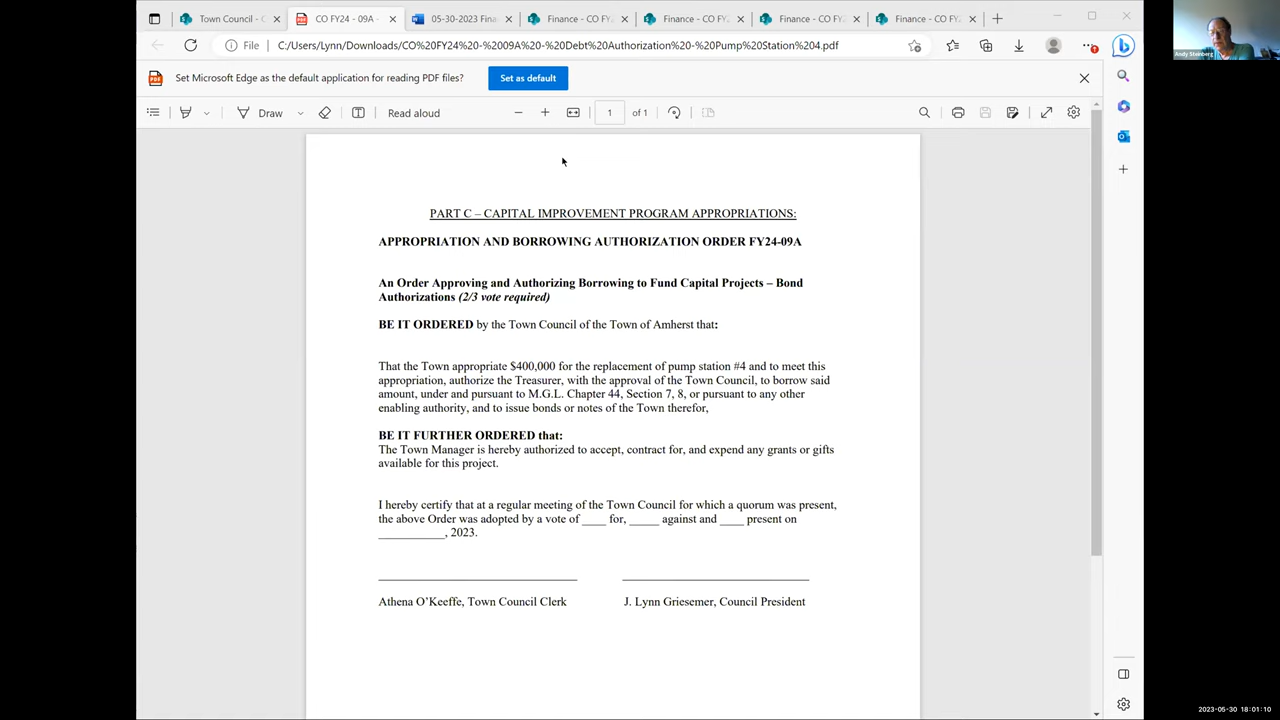 Town Council - C
CO FY24 - 09A -
05-30-2023 Fina
Finance - CO FY
Finance - CO FY
Finance - CO FY
Finance - CO FY
Andy Steinberg
File
C:/Users/Lynn/Downloads/CO%20FY24%20-%2009A%20-%20Debt%20Authorization%20-%20Pump%20Station%204.pdf
Set Microsoft Edge as the default application for reading PDF files?
Set as default
Draw
Read aloud
1 of 1
PART C – CAPITAL IMPROVEMENT PROGRAM APPROPRIATIONS:
APPROPRIATION AND BORROWING AUTHORIZATION ORDER FY24-09A
An Order Approving and Authorizing Borrowing to Fund Capital Projects – Bond
Authorizations (2/3 vote required)
BE IT ORDERED by the Town Council of the Town of Amherst that:
That the Town appropriate $400,000 for the replacement of pump station #4 and to meet this
appropriation, authorize the Treasurer, with the approval of the Town Council, to borrow said
amount, under and pursuant to M.G.L. Chapter 44, Section 7, 8, or pursuant to any other
enabling authority, and to issue bonds or notes of the Town therefor,
BE IT FURTHER ORDERED that:
The Town Manager is hereby authorized to accept, contract for, and expend any grants or gifts
available for this project.
I hereby certify that at a regular meeting of the Town Council for which a quorum was present,
the above Order was adopted by a vote of ____ for, _____ against and ____ present on
___________, 2023.
Athena O'Keeffe, Town Council Clerk
J. Lynn Griesemer, Council President
2023-05-30 18:01:10